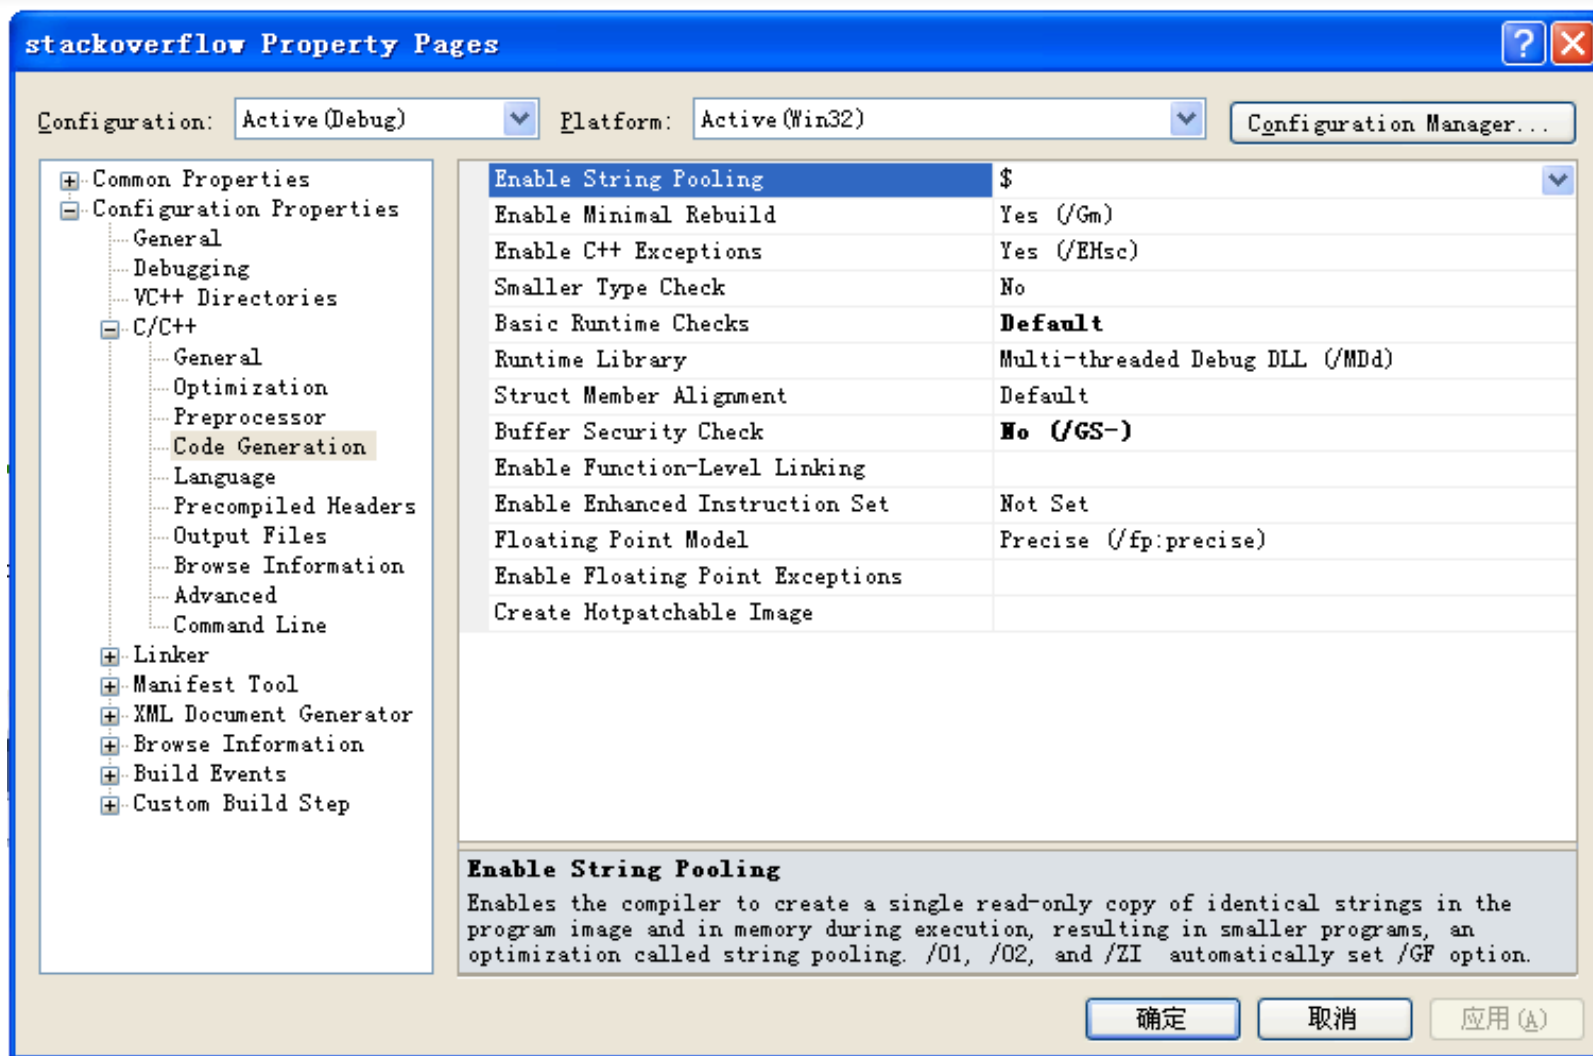 stackoverflow Property Pages
Configuration: Active(Debug) Platform: Active(Win32) Configuration Manager...
Common Properties
Configuration Properties
General
Debugging
VC++ Directories
C/C++
General
Optimization
Preprocessor
Code Generation
Language
Precompiled Headers
Output Files
Browse Information
Advanced
Command Line
Linker
Manifest Tool
XML Document Generator
Browse Information
Build Events
Custom Build Step
Enable String Pooling $
Enable Minimal Rebuild Yes (/Gm)
Enable C++ Exceptions Yes (/EHsc)
Smaller Type Check No
Basic Runtime Checks Default
Runtime Library Multi-threaded Debug DLL (/MDd)
Struct Member Alignment Default
Buffer Security Check No (/GS-)
Enable Function-Level Linking
Enable Enhanced Instruction Set Not Set
Floating Point Model Precise (/fp:precise)
Enable Floating Point Exceptions
Create Hotpatchable Image
Enable String Pooling
Enables the compiler to create a single read-only copy of identical strings in the
program image and in memory during execution, resulting in smaller programs, an
optimization called string pooling. /O1, /O2, and /ZI automatically set /GF option.
确定 取消 应用(A)